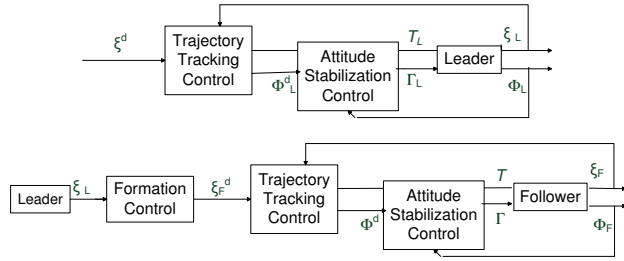 ξ^d
Trajectory
Tracking
Control
Φ_L^d
Attitude
Stabilization
Control
T_L
Γ_L
Leader
ξ_L
Φ_L
Leader
ξ_L
Formation
Control
ξ_F^d
Trajectory
Tracking
Control
Φ^d
Attitude
Stabilization
Control
T
Γ
Follower
ξ_F
Φ_F